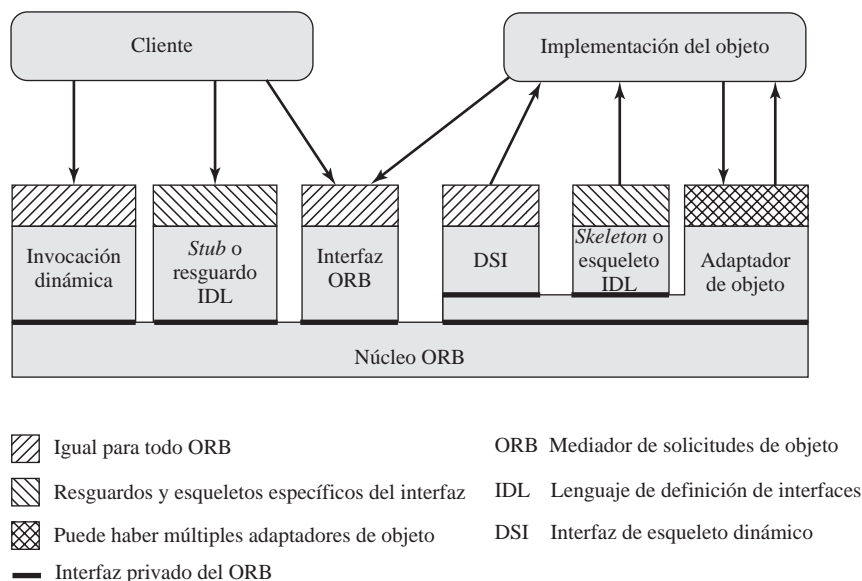 Cliente
Implementación del objeto
Invocación
dinámica
Stub o
resguardo
IDL
Interfaz
ORB
DSI
Skeleton o
esqueleto
IDL
Adaptador
de objeto
Núcleo ORB
Igual para todo ORB
Resguardos y esqueletos específicos del interfaz
Puede haber múltiples adaptadores de objeto
Interfaz privado del ORB
ORB Mediador de solicitudes de objeto
IDL Lenguaje de definición de interfaces
DSI Interfaz de esqueleto dinámico